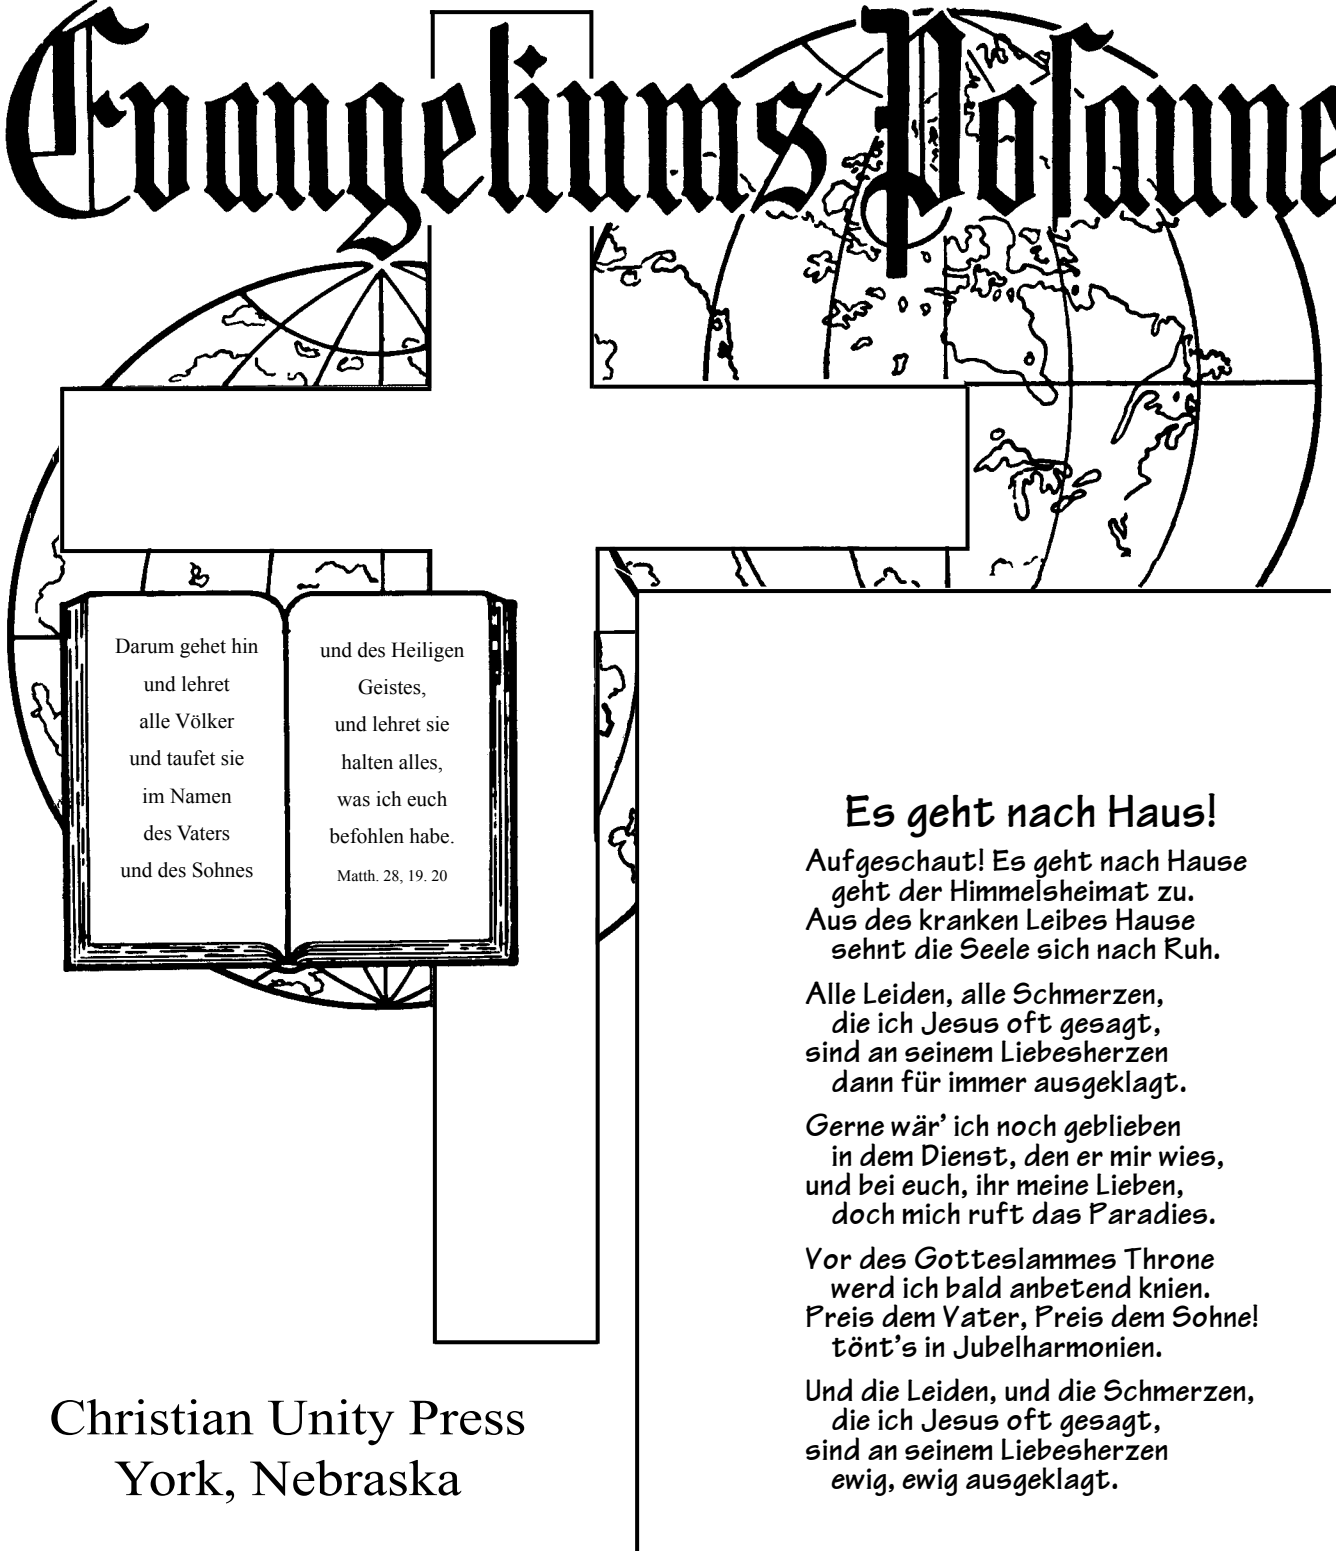 Evangeliums Poſaune
Darum gehet hin
und lehret
alle Völker
und taufet sie
im Namen
des Vaters
und des Sohnes
und des Heiligen
Geistes,
und lehret sie
halten alles,
was ich euch
befohlen habe.
Matth. 28, 19. 20
Es geht nach Haus!
Aufgeschaut! Es geht nach Hause
geht der Himmelsheimat zu.
Aus des kranken Leibes Hause
sehnt die Seele sich nach Ruh.
Alle Leiden, alle Schmerzen,
die ich Jesus oft gesagt,
sind an seinem Liebesherzen
dann für immer ausgeklagt.
Gerne wär’ ich noch geblieben
in dem Dienst, den er mir wies,
und bei euch, ihr meine Lieben,
doch mich ruft das Paradies.
Vor des Gotteslammes Throne
werd ich bald anbetend knien.
Preis dem Vater, Preis dem Sohne!
tönt’s in Jubelharmonien.
Und die Leiden, und die Schmerzen,
die ich Jesus oft gesagt,
sind an seinem Liebesherzen
ewig, ewig ausgeklagt.
Christian Unity Press
York, Nebraska